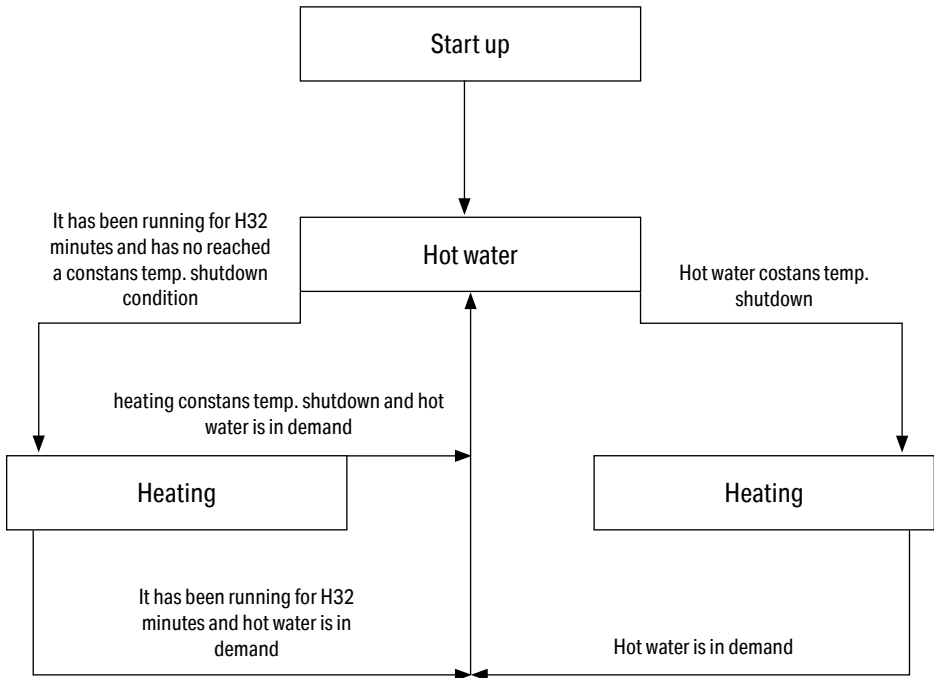 Start up
It has been running for H32
minutes and has no reached
a constans temp. shutdown
condition
Hot water
Hot water costans temp.
shutdown
heating constans temp. shutdown and hot
water is in demand
Heating
Heating
It has been running for H32
minutes and hot water is in
demand
Hot water is in demand